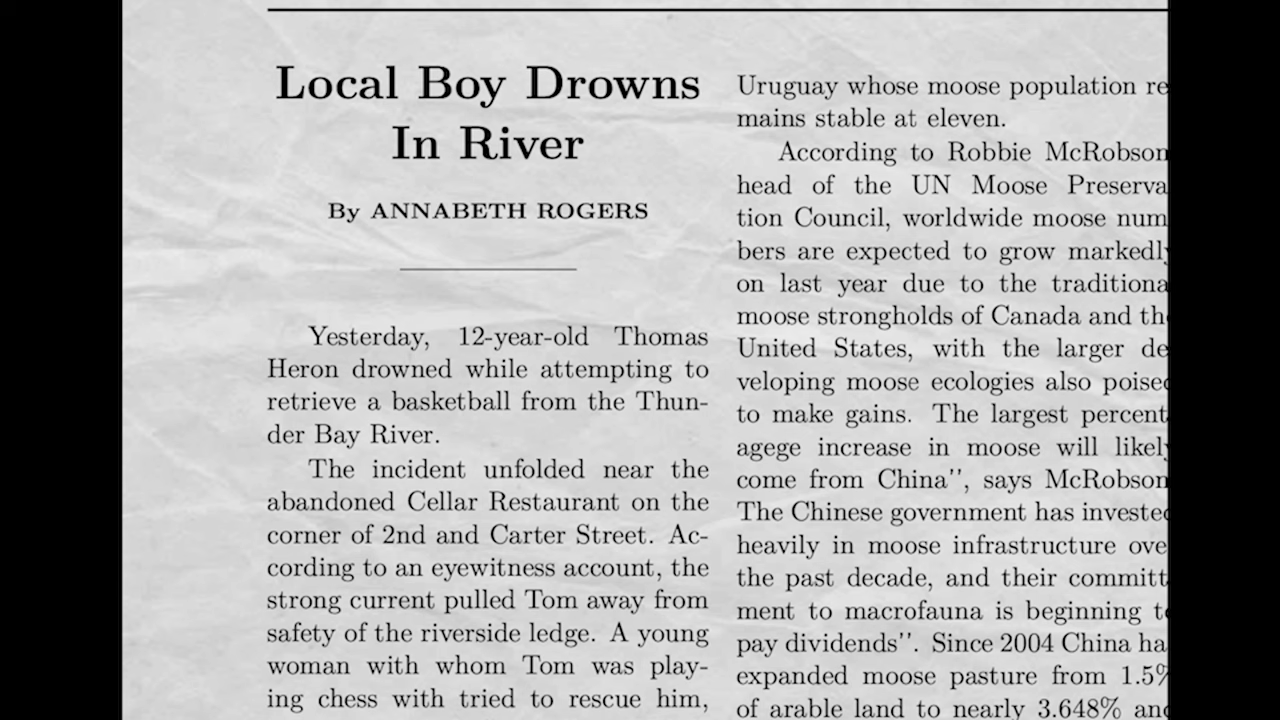 Local Boy Drowns
In River
By ANNABETH ROGERS
Yesterday, 12-year-old Thomas
Heron drowned while attempting to
retrieve a basketball from the Thun-
der Bay River.
The incident unfolded near the
abandoned Cellar Restaurant on the
corner of 2nd and Carter Street. Ac-
cording to an eyewitness account, the
strong current pulled Tom away from
safety of the riverside ledge. A young
woman with whom Tom was play-
ing chess with tried to rescue him,
Uruguay whose moose population re
mains stable at eleven.
According to Robbie McRobson
head of the UN Moose Preserva
tion Council, worldwide moose num
bers are expected to grow markedly
on last year due to the traditiona
moose strongholds of Canada and the
United States, with the larger de
veloping moose ecologies also poised
to make gains. The largest percent
agege increase in moose will likely
come from China'', says McRobson
The Chinese government has invested
heavily in moose infrastructure ove
the past decade, and their committ
ment to macrofauna is beginning to
pay dividends''. Since 2004 China ha
expanded moose pasture from 1.5%
of arable land to nearly 3.648% and